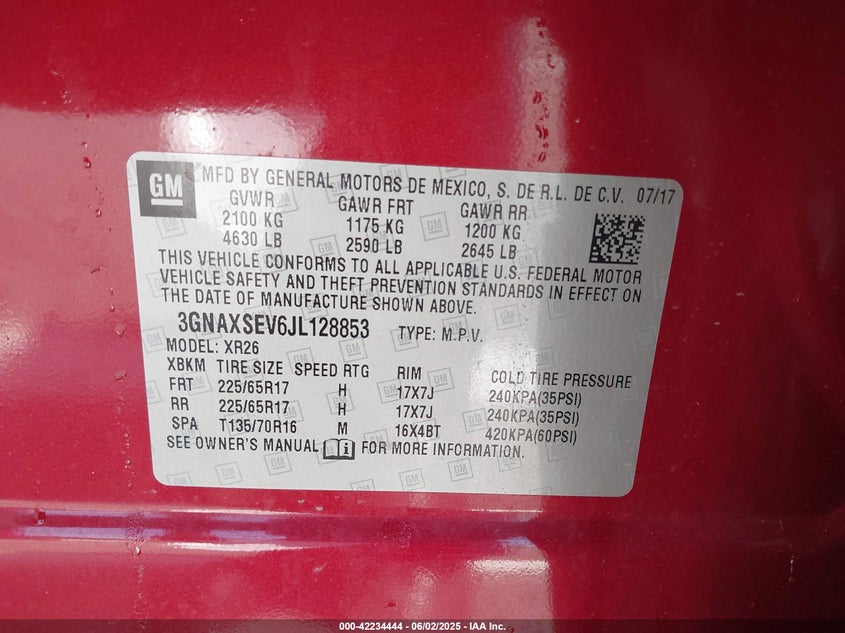 GM ® MFD BY GENERAL MOTORS DE MEXICO, S. DE R.L. DE C.V. 07/17
GVWR GAWR FRT GAWR RR
2100 KG 1175 KG 1200 KG
4630 LB 2590 LB 2645 LB
THIS VEHICLE CONFORMS TO ALL APPLICABLE U.S. FEDERAL MOTOR
VEHICLE SAFETY AND THEFT PREVENTION STANDARDS IN EFFECT ON
THE DATE OF MANUFACTURE SHOWN ABOVE.
3GNAXSEV6JL128853 TYPE: M.P.V.
MODEL: XR26
XBKM TIRE SIZE SPEED RTG RIM COLD TIRE PRESSURE
FRT 225/65R17 H 17X7J 240KPA(35PSI)
RR 225/65R17 H 17X7J 240KPA(35PSI)
SPA T135/70R16 M 16X4BT 420KPA(60PSI)
SEE OWNER'S MANUAL FOR MORE INFORMATION.
000-42234444 - 06/02/2025 - IAA Inc.